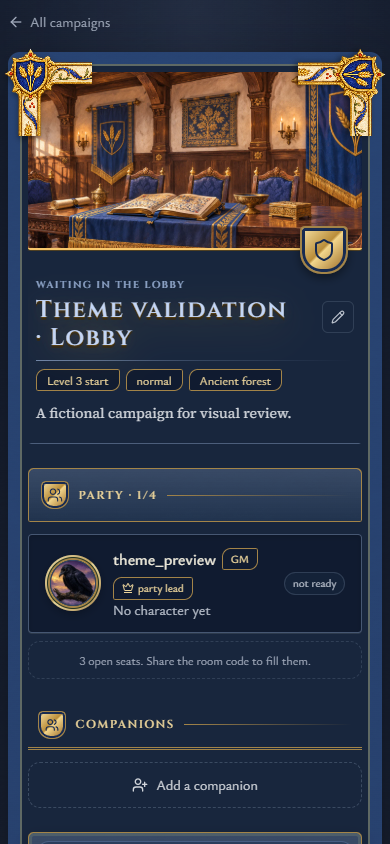 All campaigns
WAITING IN THE LOBBY
THEME VALIDATION
· LOBBY
Level 3 start
normal
Ancient forest
A fictional campaign for visual review.
PARTY · 1/4
theme_preview GM
party lead
not ready
No character yet
3 open seats. Share the room code to fill them.
COMPANIONS
Add a companion